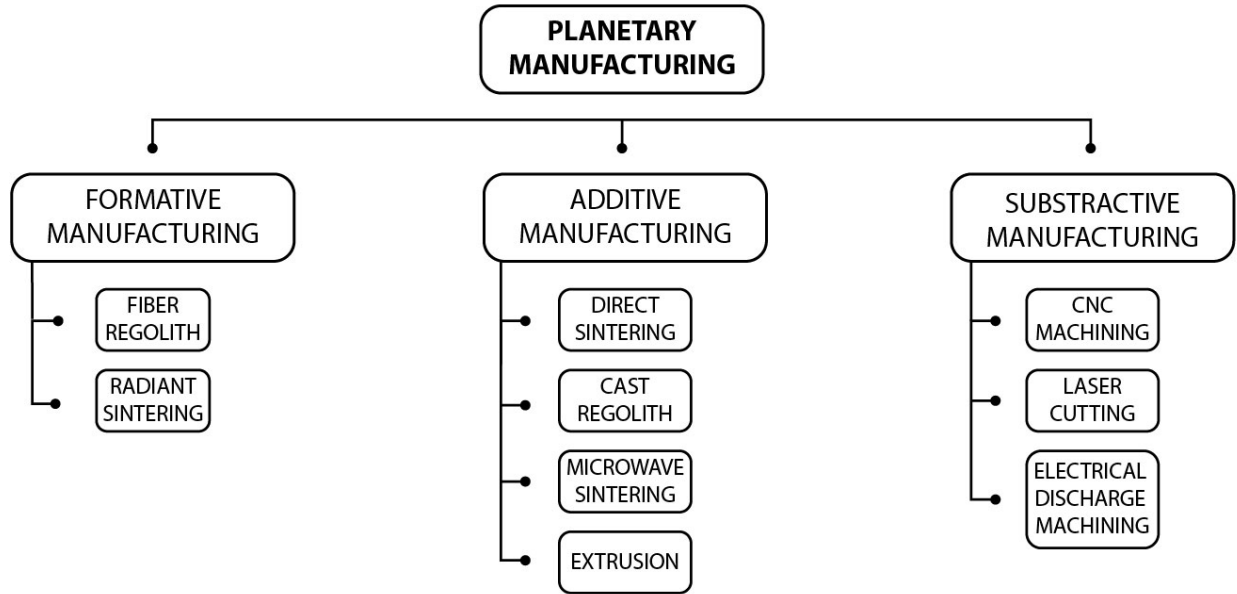 PLANETARY
MANUFACTURING
FORMATIVE
MANUFACTURING
FIBER
REGOLITH
RADIANT
SINTERING
ADDITIVE
MANUFACTURING
DIRECT
SINTERING
CAST
REGOLITH
MICROWAVE
SINTERING
EXTRUSION
SUBSTRACTIVE
MANUFACTURING
CNC
MACHINING
LASER
CUTTING
ELECTRICAL
DISCHARGE
MACHINING